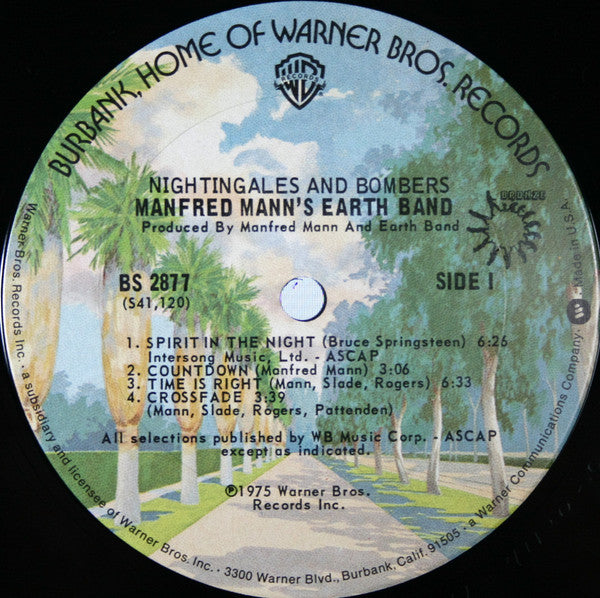 BURBANK, HOME OF WARNER BROS. RECORDS
WB
RECORDS
NIGHTINGALES AND BOMBERS
MANFRED MANN'S EARTH BAND
Produced By Manfred Mann And Earth Band
BRONZE
BS 2877
(S41,120)
SIDE 1
1. SPIRIT IN THE NIGHT (Bruce Springsteen) 6:26
Intersong Music, Ltd. - ASCAP
2. COUNTDOWN (Manfred Mann) 3:06
3. TIME IS RIGHT (Mann, Slade, Rogers) 6:33
4. CROSSFADE 3:39
(Mann, Slade, Rogers, Pattenden)
All selections published by WB Music Corp. - ASCAP
except as indicated.
℗1975 Warner Bros.
Records Inc.
Warner Bros. Records Inc. • a subsidiary and licensee of Warner Bros. Inc. • 3300 Warner Blvd., Burbank, Calif. 91505 • a Warner Communications Company • Made in U.S.A.